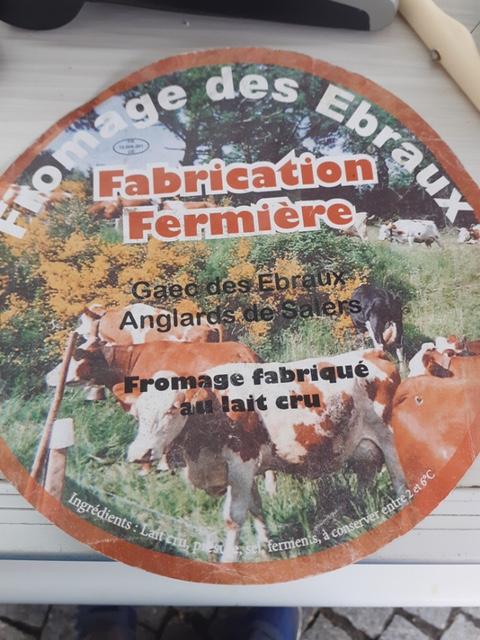 Fromage des Ebraux
Fabrication
Fermière
Gaec des Ebraux
Anglards de Salers
Fromage fabriqué
au lait cru
Ingrédients : Lait cru, présure, sel, ferments, à conserver entre 2 et 6°C